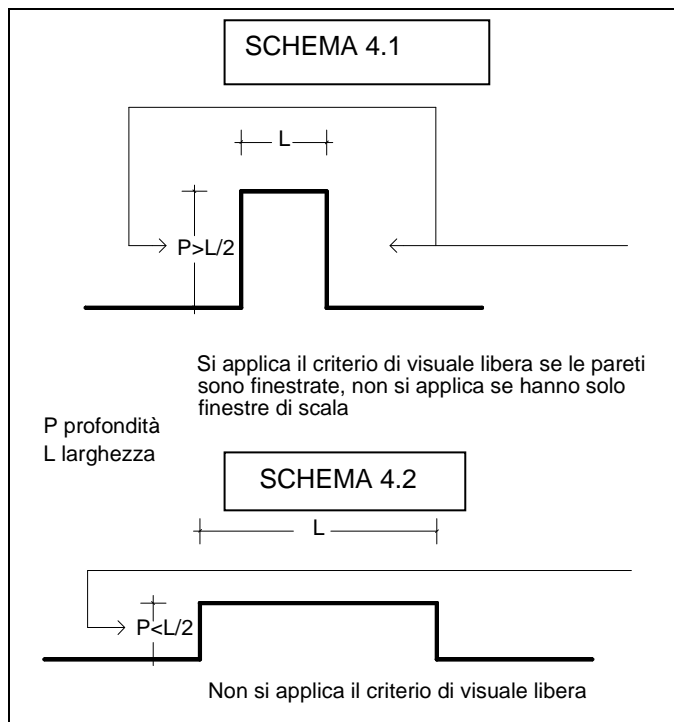 SCHEMA 4.1
L
P>L/2
Si applica il criterio di visuale libera se le pareti
sono finestrate, non si applica se hanno solo
finestre di scala
P profondità
L larghezza
SCHEMA 4.2
L
P<L/2
Non si applica il criterio di visuale libera